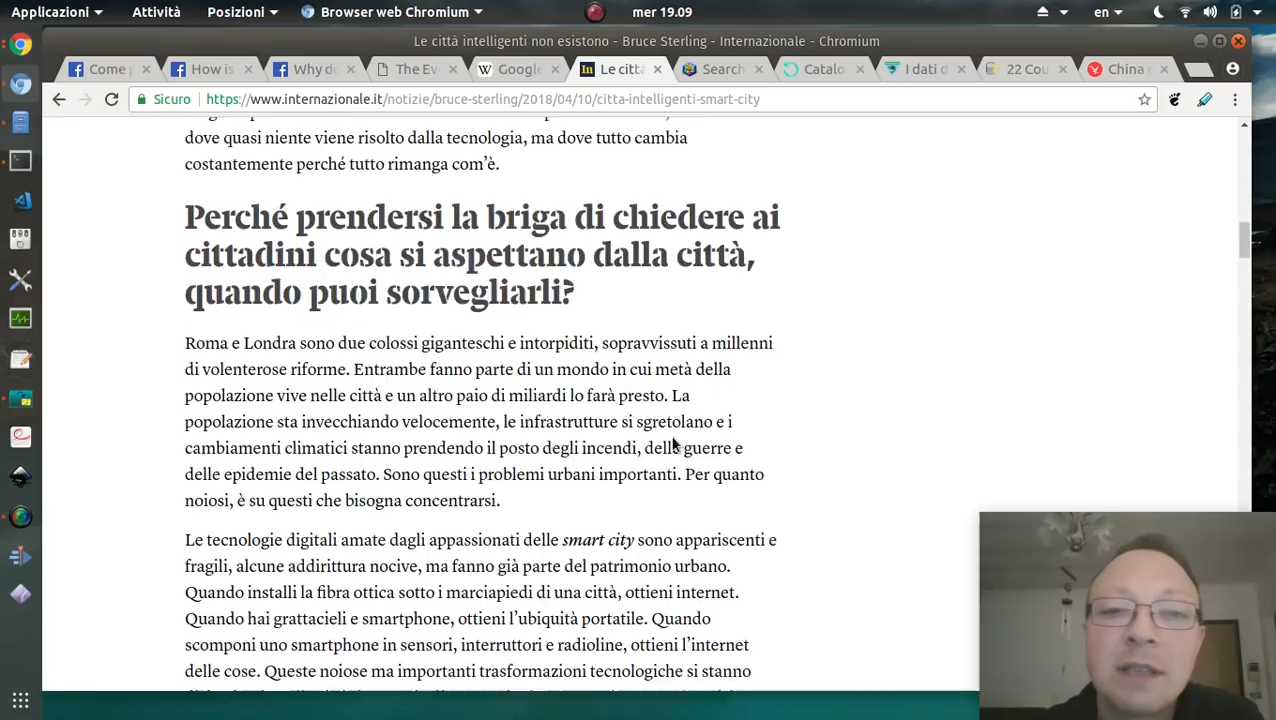 Applicazioni Attività Posizioni Browser web Chromium mer 19.09 en
Le città intelligenti non esistono - Bruce Sterling - Internazionale - Chromium
Come How is Why de The Eve Google Le citt Search Catalo I dati d 22 Cou China
Sicuro https://www.internazionale.it/notizie/bruce-sterling/2018/04/10/citta-intelligenti-smart-city
dove quasi niente viene risolto dalla tecnologia, ma dove tutto cambia
costantemente perché tutto rimanga com'è.
Perché prendersi la briga di chiedere ai
cittadini cosa si aspettano dalla città,
quando puoi sorvegliarli?
Roma e Londra sono due colossi giganteschi e intorpiditi, sopravvissuti a millenni
di volenterose riforme. Entrambe fanno parte di un mondo in cui metà della
popolazione vive nelle città e un altro paio di miliardi lo farà presto. La
popolazione sta invecchiando velocemente, le infrastrutture si sgretolano e i
cambiamenti climatici stanno prendendo il posto degli incendi, delle guerre e
delle epidemie del passato. Sono questi i problemi urbani importanti. Per quanto
noiosi, è su questi che bisogna concentrarsi.
Le tecnologie digitali amate dagli appassionati delle smart city sono appariscenti e
fragili, alcune addirittura nocive, ma fanno già parte del patrimonio urbano.
Quando installi la fibra ottica sotto i marciapiedi di una città, ottieni internet.
Quando hai grattacieli e smartphone, ottieni l'ubiquità portatile. Quando
scomponi uno smartphone in sensori, interruttori e radioline, ottieni l'internet
delle cose. Queste noiose ma importanti trasformazioni tecnologiche si stanno